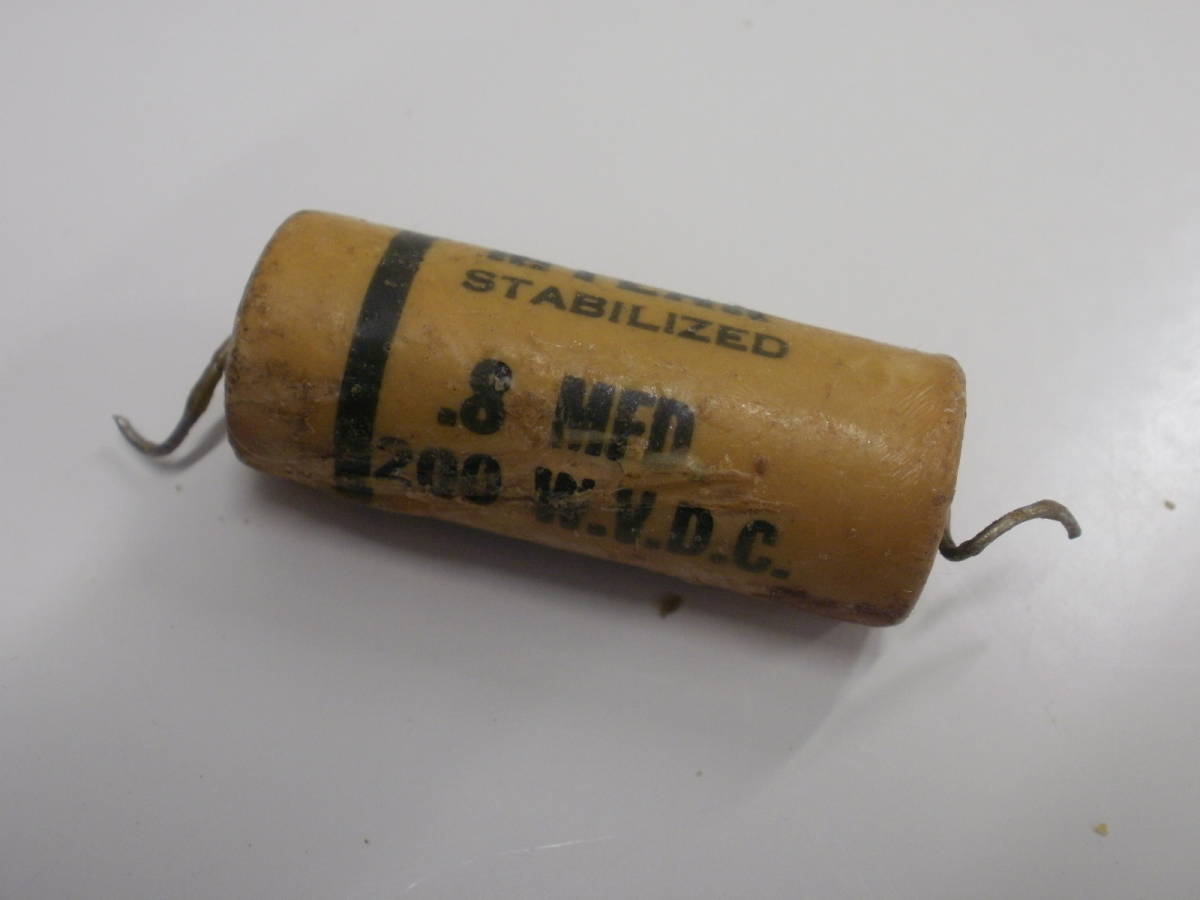 STABILIZED
.8 MFD
200 W.V.D.C.